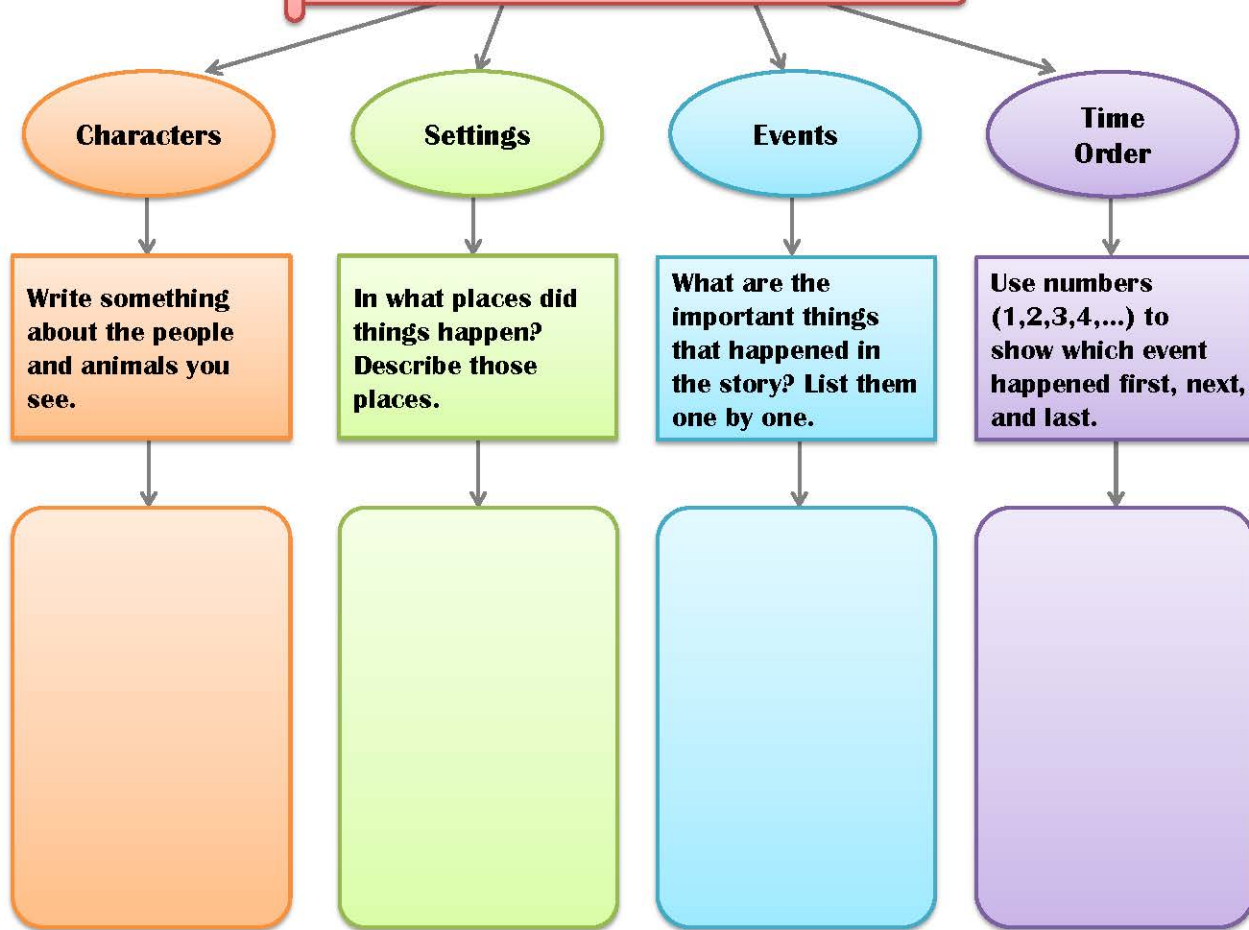 Characters
Settings
Events
Time
Order
Write something
about the people
and animals you
see.
In what places did
things happen?
Describe those
places.
What are the
important things
that happened in
the story? List them
one by one.
Use numbers
(1,2,3,4,...) to
show which event
happened first, next,
and last.